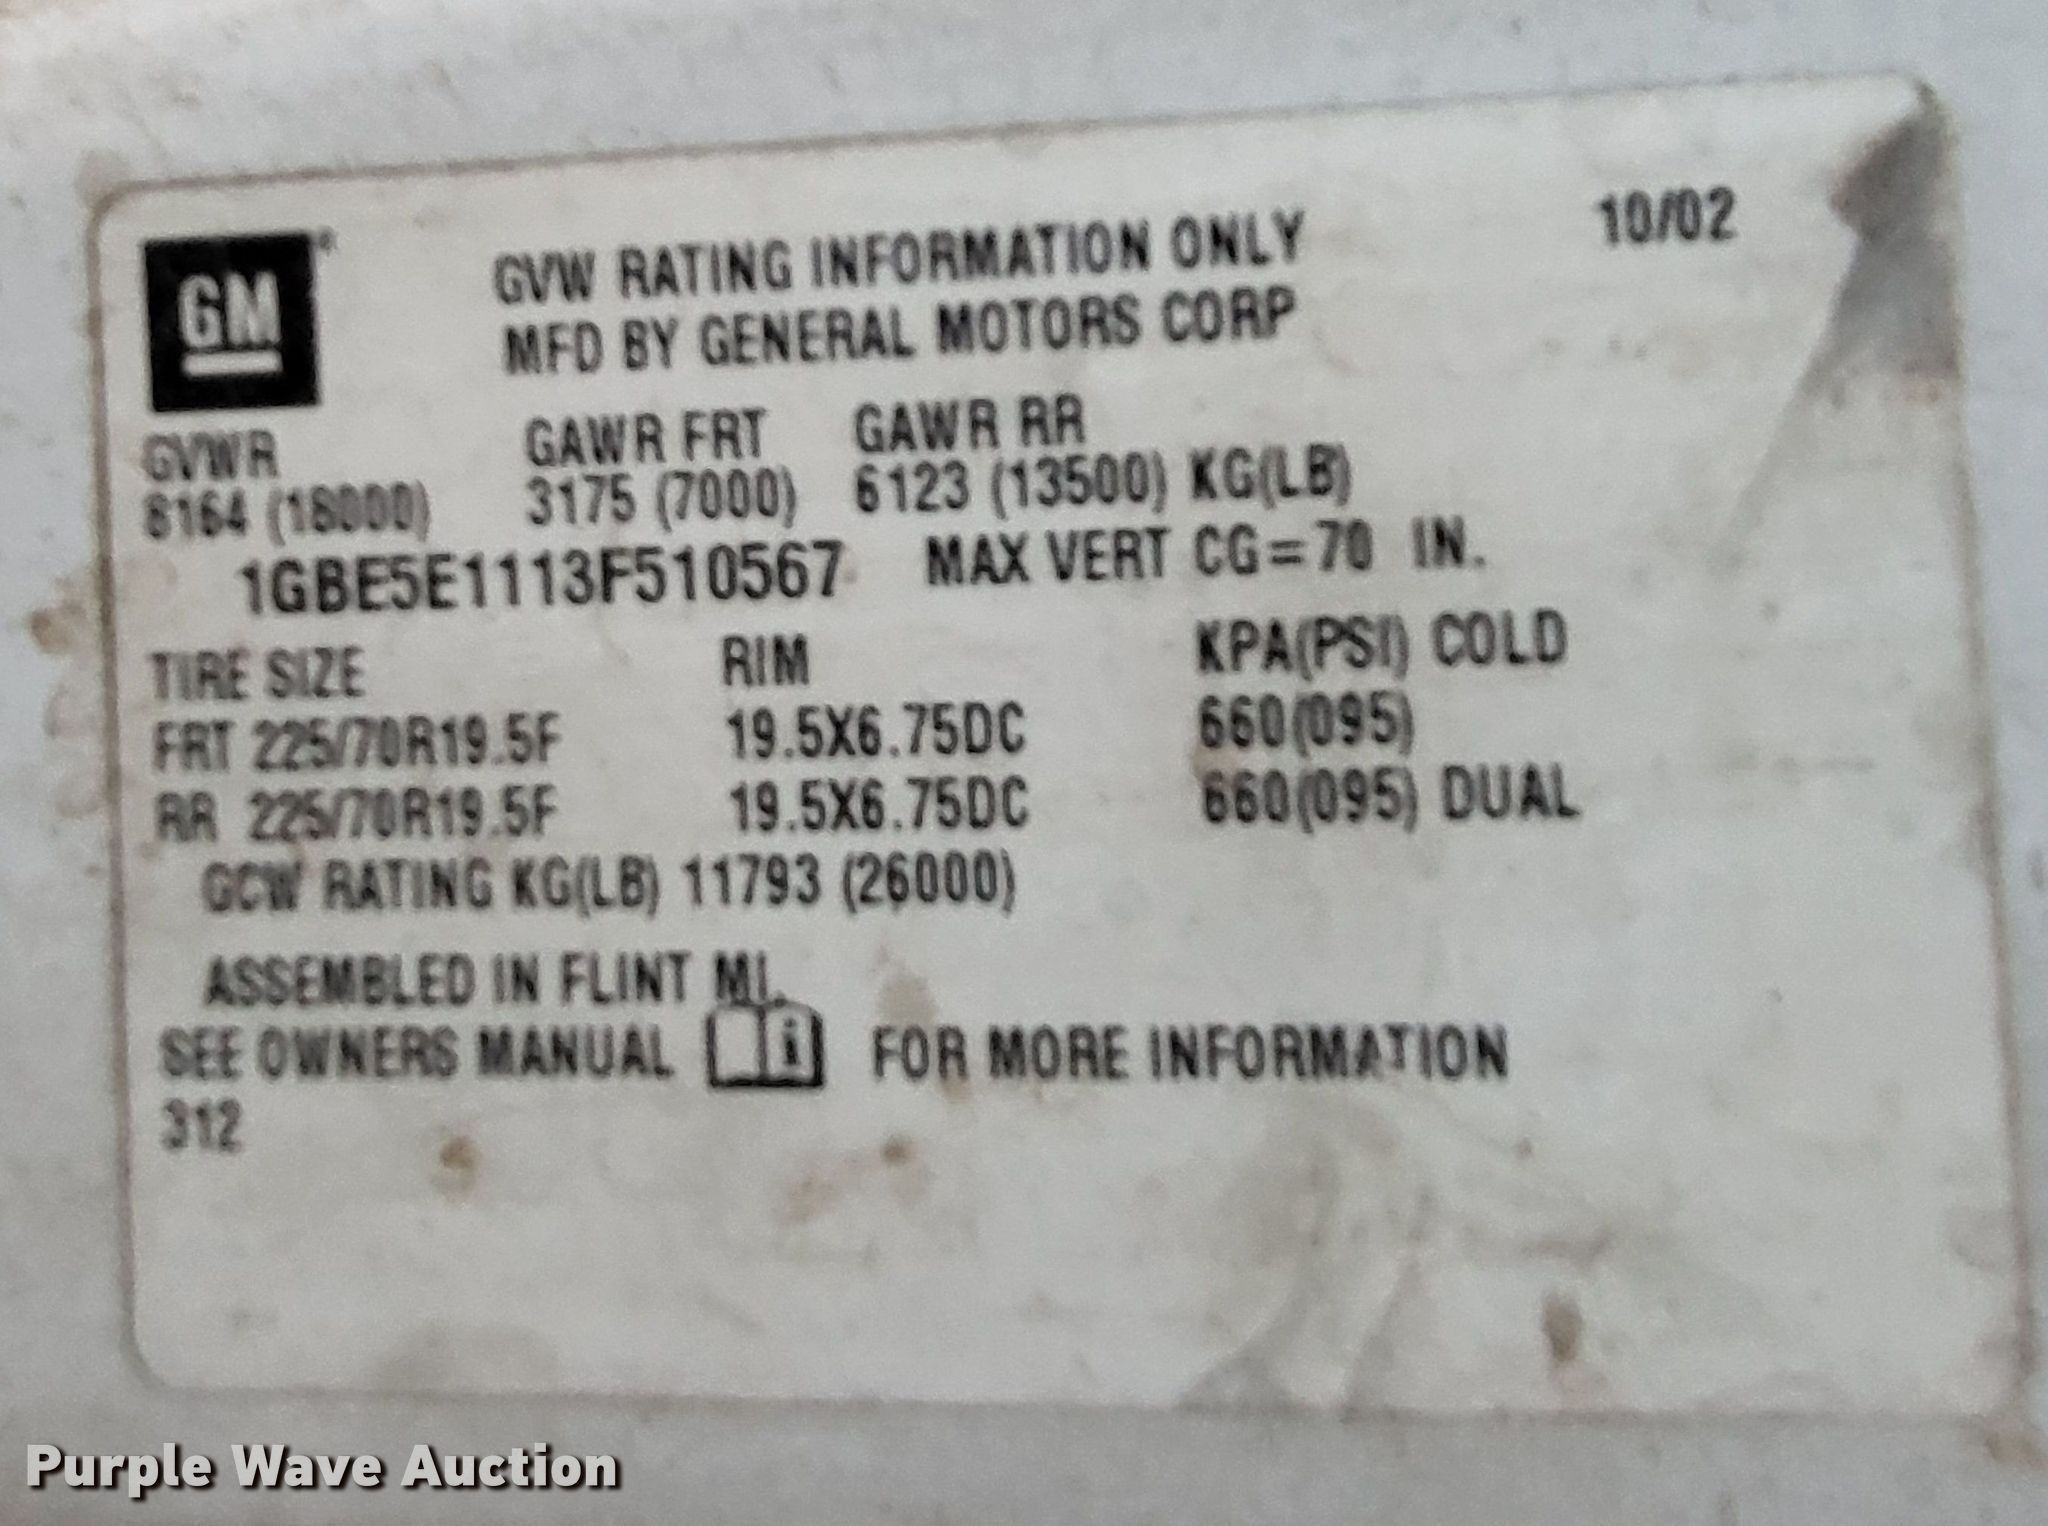 GM
GVW RATING INFORMATION ONLY 10/02
MFD BY GENERAL MOTORS CORP
GVWR GAWR FRT GAWR RR
8164 (18000) 3175 (7000) 6123 (13500) KG(LB)
1GBE5E1113F510567 MAX VERT CG=70 IN.
TIRE SIZE RIM KPA(PSI) COLD
FRT 225/70R19.5F 19.5X6.75DC 660(095)
RR 225/70R19.5F 19.5X6.75DC 660(095) DUAL
GCW RATING KG(LB) 11793 (26000)
ASSEMBLED IN FLINT MI.
SEE OWNERS MANUAL i FOR MORE INFORMATION
312
Purple Wave Auction